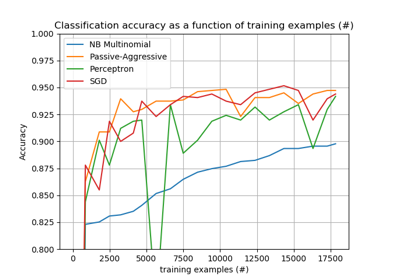 Classification accuracy as a function of training examples (#)
1.000
0.975
0.950
0.925
0.900
0.875
0.850
0.825
0.800
Accuracy
NB Multinomial
Passive-Aggressive
Perceptron
SGD
0 2500 5000 7500 10000 12500 15000 17500
training examples (#)